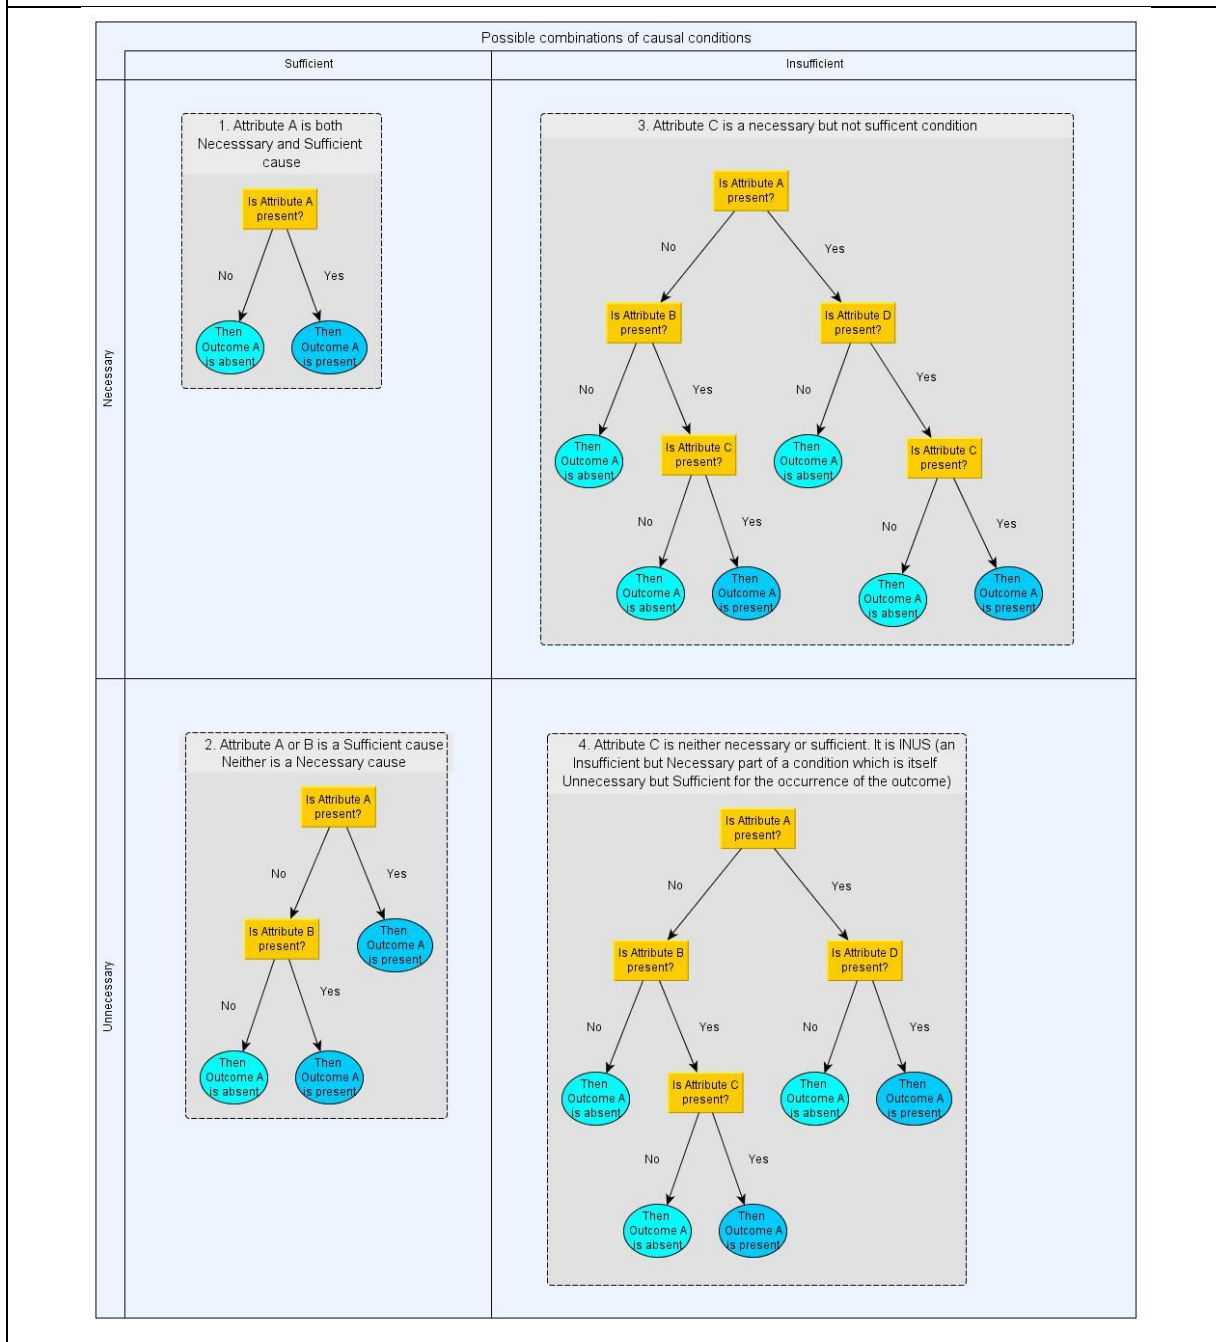 Possible combinations of causal conditions
Sufficient
Insufficient
Necessary
1. Attribute A is both
Necesssary and Sufficient
cause
Is Attribute A
present?
No
Yes
Then
Outcome A
is absent
Then
Outcome A
is present
3. Attribute C is a necessary but not sufficent condition
Is Attribute A
present?
No
Yes
Is Attribute B
present?
Is Attribute D
present?
No
Yes
No
Yes
Then
Outcome A
is absent
Is Attribute C
present?
Then
Outcome A
is absent
Is Attribute C
present?
No
Yes
No
Yes
Then
Outcome A
is absent
Then
Outcome A
is present
Then
Outcome A
is absent
Then
Outcome A
is present
Unnecessary
2. Attribute A or B is a Sufficient cause
Neither is a Necessary cause
Is Attribute A
present?
No
Yes
Is Attribute B
present?
Then
Outcome A
is present
No
Yes
Then
Outcome A
is absent
Then
Outcome A
is present
4. Attribute C is neither necessary or sufficient. It is INUS (an
Insufficient but Necessary part of a condition which is itself
Unnecessary but Sufficient for the occurrence of the outcome)
Is Attribute A
present?
No
Yes
Is Attribute B
present?
Is Attribute D
present?
No
Yes
No
Yes
Then
Outcome A
is absent
Is Attribute C
present?
Then
Outcome A
is absent
Then
Outcome A
is present
No
Yes
Then
Outcome A
is absent
Then
Outcome A
is present